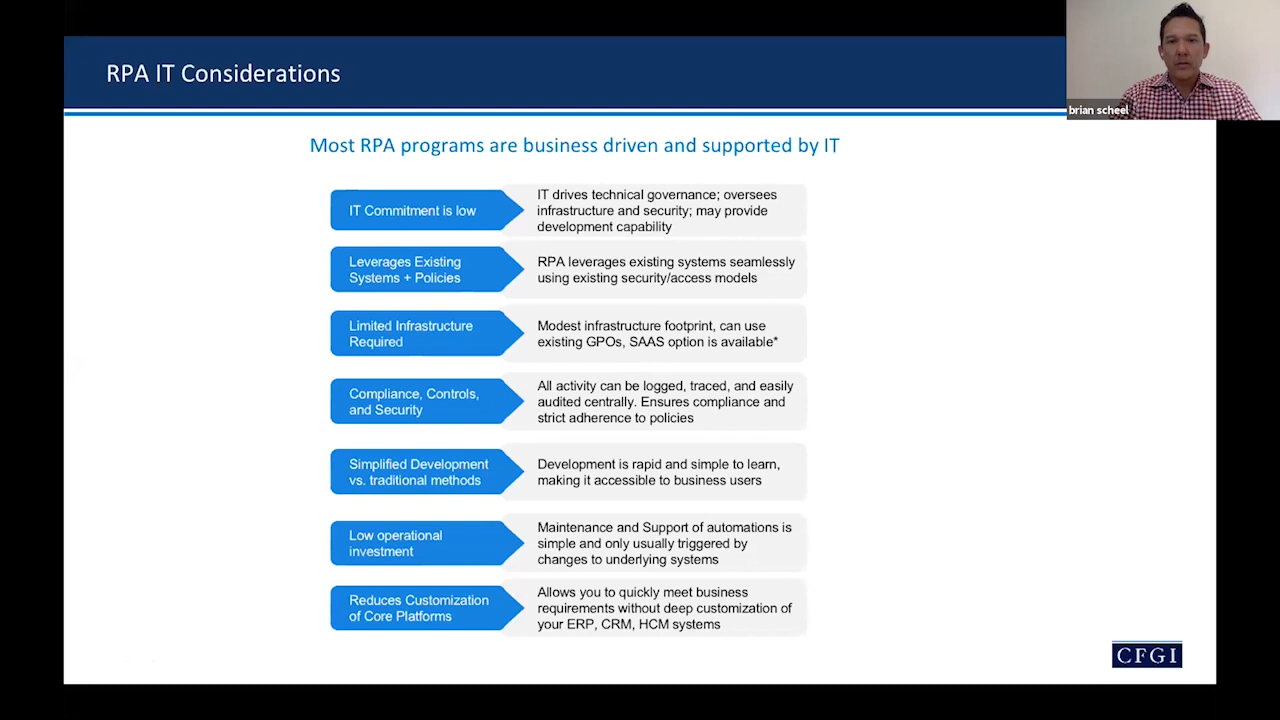 RPA IT Considerations
brian scheel
Most RPA programs are business driven and supported by IT
IT Commitment is low
IT drives technical governance; oversees
infrastructure and security; may provide
development capability
Leverages Existing
Systems + Policies
RPA leverages existing systems seamlessly
using existing security/access models
Limited Infrastructure
Required
Modest infrastructure footprint, can use
existing GPOs, SAAS option is available*
Compliance, Controls,
and Security
All activity can be logged, traced, and easily
audited centrally. Ensures compliance and
strict adherence to policies
Simplified Development
vs. traditional methods
Development is rapid and simple to learn,
making it accessible to business users
Low operational
investment
Maintenance and Support of automations is
simple and only usually triggered by
changes to underlying systems
Reduces Customization
of Core Platforms
Allows you to quickly meet business
requirements without deep customization of
your ERP, CRM, HCM systems
CFGI